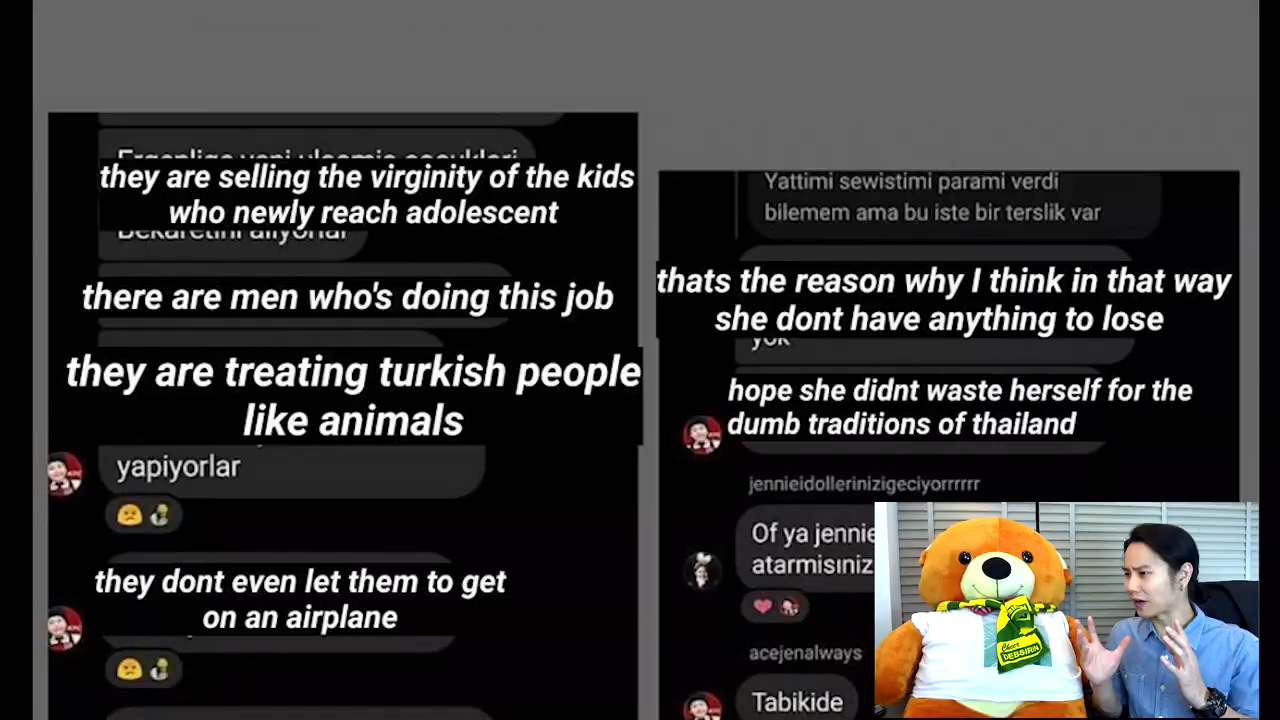 they are selling the virginity of the kids
who newly reach adolescent
there are men who's doing this job
they are treating turkish people
like animals
yapiyorlar
they dont even let them to get
on an airplane
Yattimi sewistimi parami verdi
bilemem ama bu iste bir terslik var
thats the reason why I think in that way
she dont have anything to lose
yok
hope she didnt waste herself for the
dumb traditions of thailand
jennieidollerinizigeciyorrrrrr
Of ya jennie
atarmisiniz
acejenalways
Tabikide
Cheer
DEBSIRIN